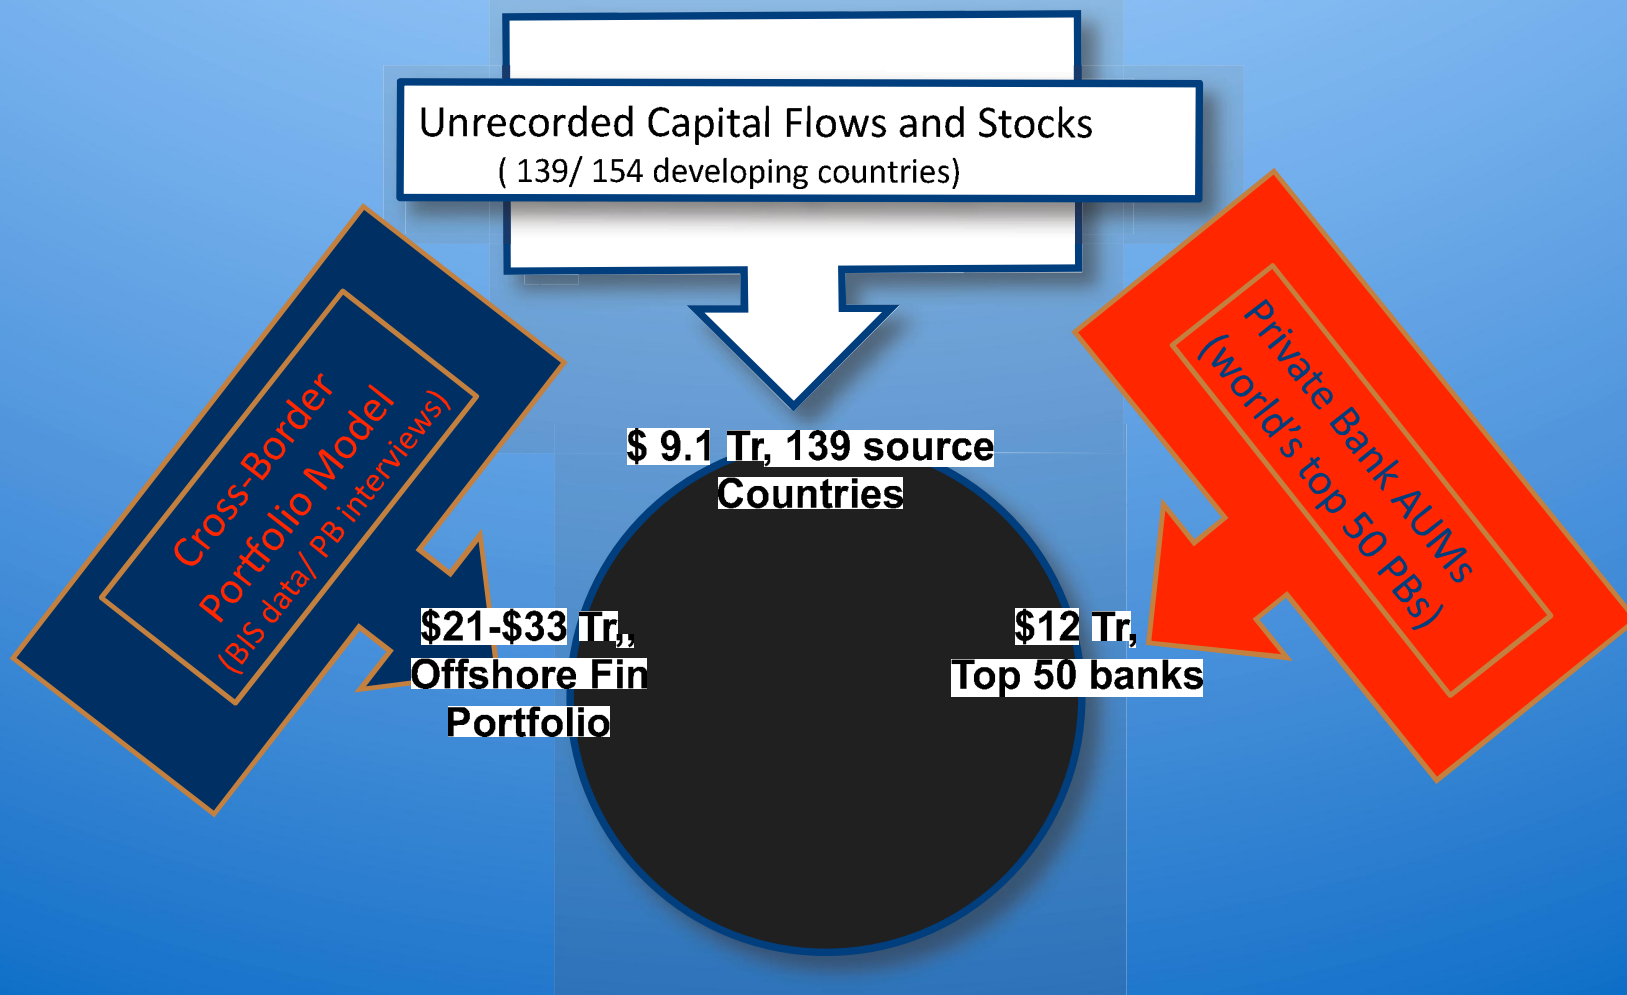 Unrecorded Capital Flows and Stocks
( 139/ 154 developing countries)
Cross-Border
Portfolio Model
(BIS data/ PB interviews)
Private Bank AUMs
(world's top 50 PBs)
$ 9.1 Tr, 139 source
Countries
$21-$33 Tr,,
Offshore Fin
Portfolio
$12 Tr,
Top 50 banks